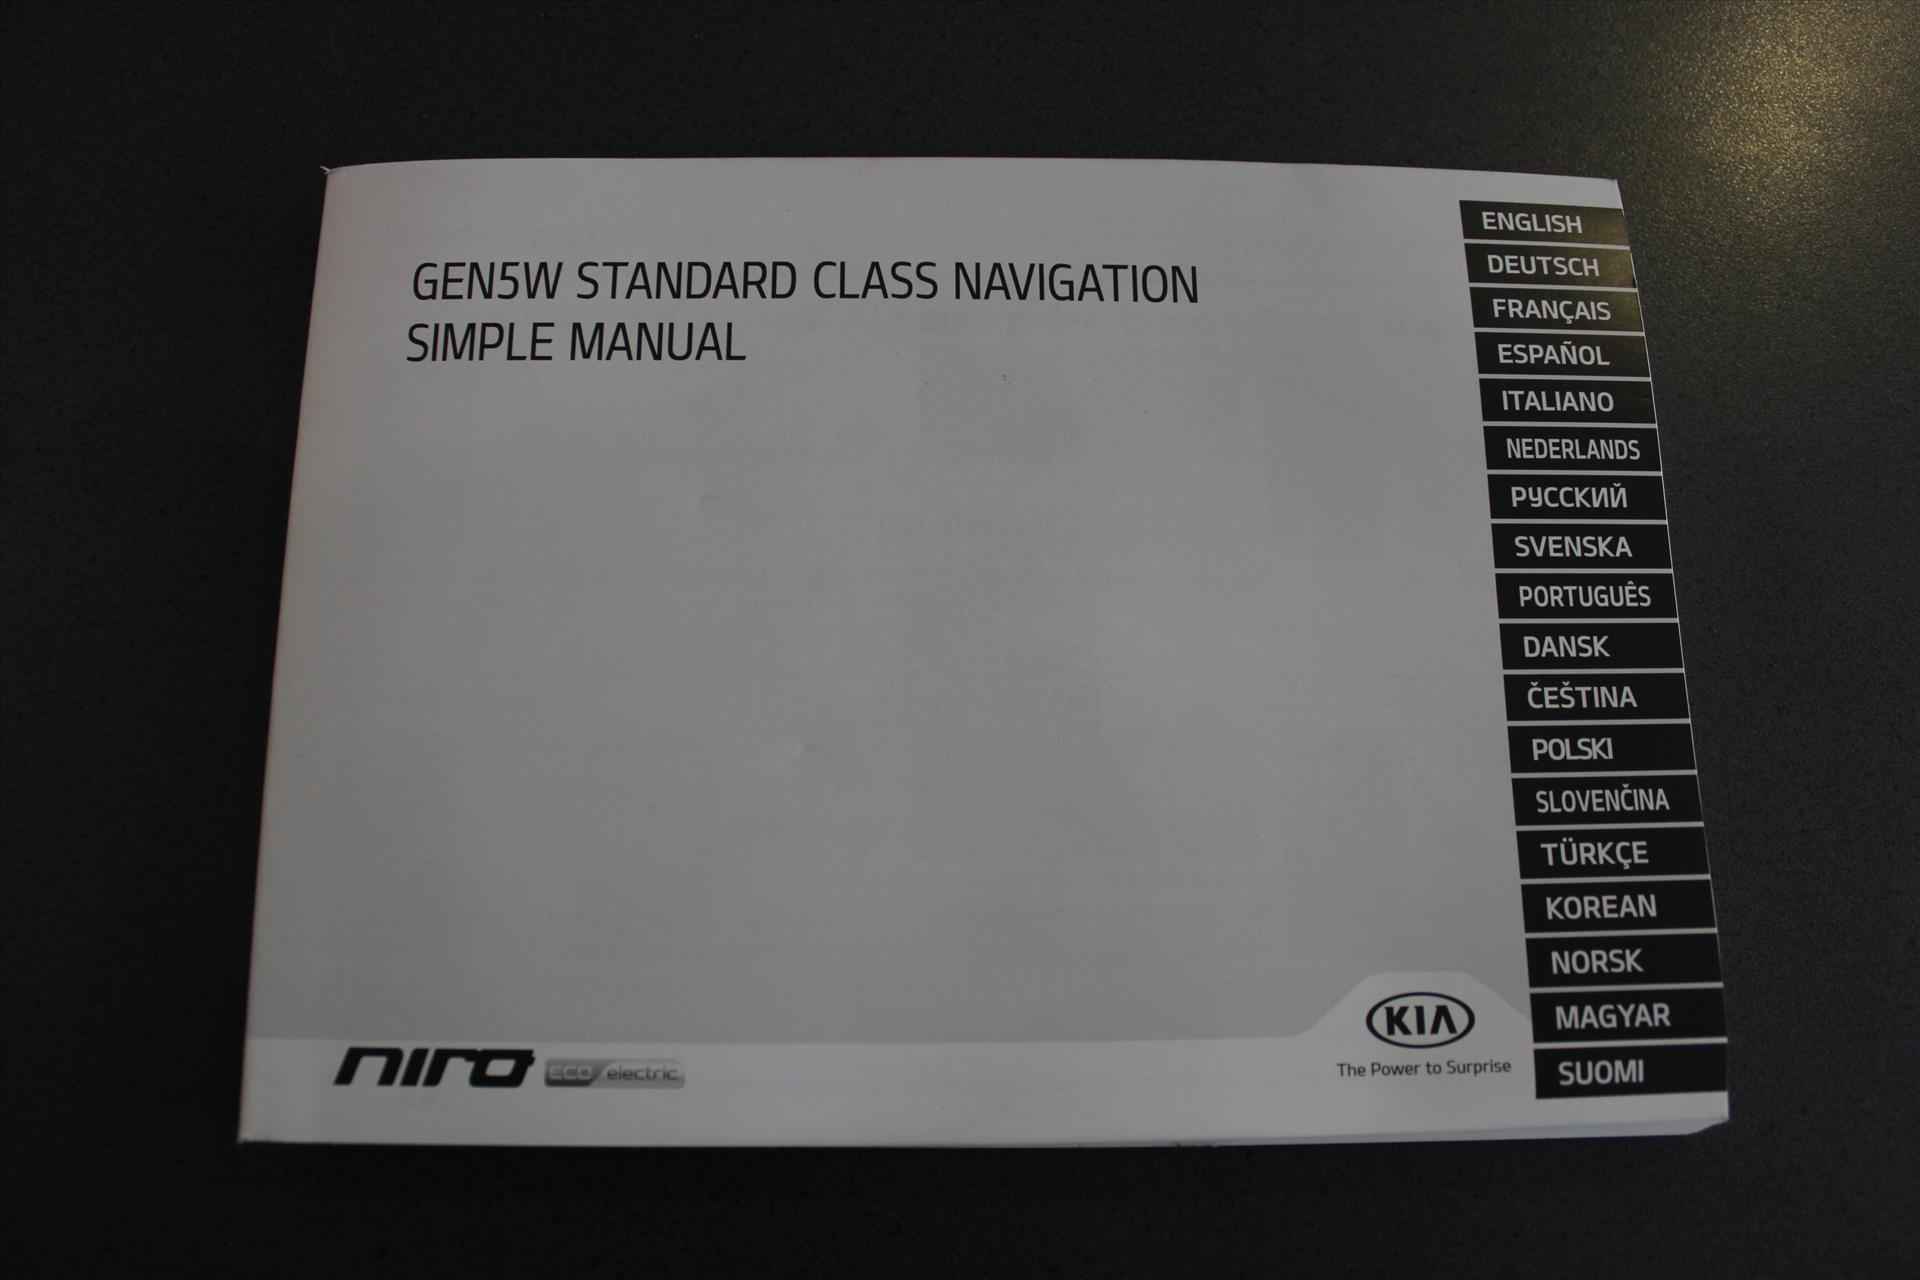 GEN5W STANDARD CLASS NAVIGATION
SIMPLE MANUAL
ENGLISH
DEUTSCH
FRANÇAIS
ESPAÑOL
ITALIANO
NEDERLANDS
РУССКИЙ
SVENSKA
PORTUGUÊS
DANSK
ČEŠTINA
POLSKI
SLOVENČINA
TÜRKÇE
KOREAN
NORSK
MAGYAR
SUOMI
niro ECO electric
KIA
The Power to Surprise